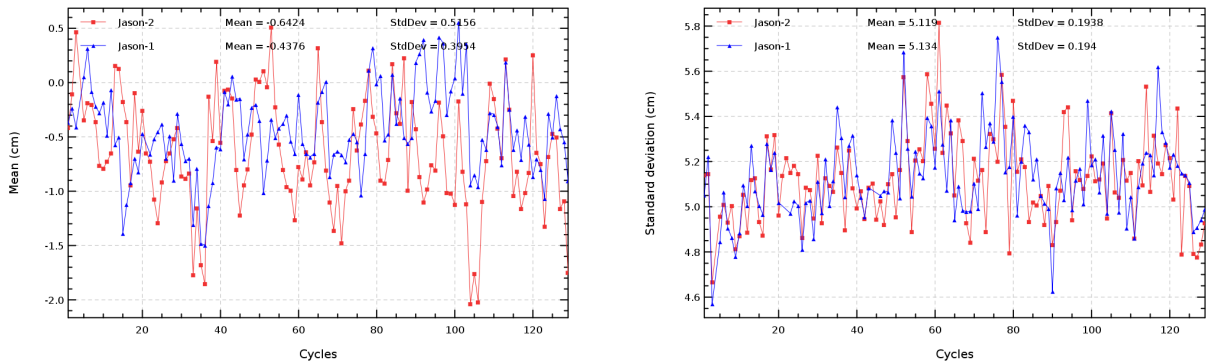 Jason-2 Mean = -0.6424 StdDev = 0.5156
Jason-1 Mean = -0.4376 StdDev = 0.3954
0.5
0.0
-0.5
-1.0
-1.5
-2.0
Mean (cm)
20 40 60 80 100 120
Cycles
Jason-2 Mean = 5.119 StdDev = 0.1938
Jason-1 Mean = 5.134 StdDev = 0.194
5.8
5.6
5.4
5.2
5.0
4.8
4.6
Standard deviation (cm)
20 40 60 80 100 120
Cycles